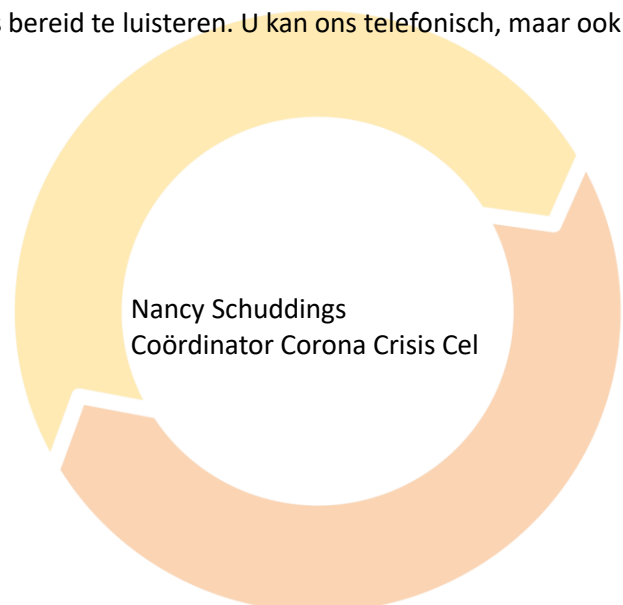 s bereid te luisteren. U kan ons telefonisch, maar ook
Nancy Schuddings
Coördinator Corona Crisis Cel